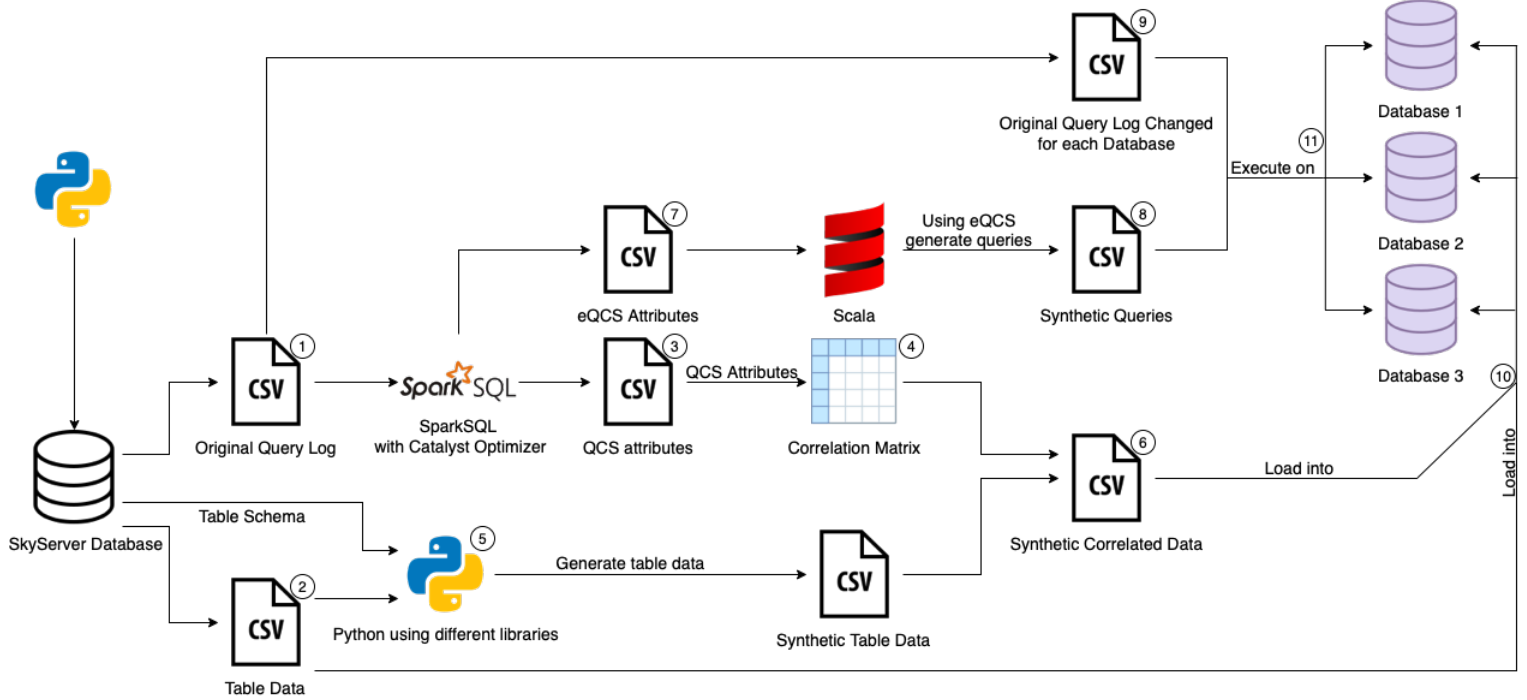 9
CSV
Original Query Log Changed
for each Database
Database 1
11
Execute on
Database 2
Database 3
7
CSV
eQCS Attributes
Scala
Using eQCS
generate queries
8
CSV
Synthetic Queries
1
CSV
Original Query Log
Spark SQL
SparkSQL
with Catalyst Optimizer
3
CSV
QCS attributes
QCS Attributes
4
Correlation Matrix
10
Load into
6
CSV
Synthetic Correlated Data
Load into
SkyServer Database
Table Schema
5
Python using different libraries
Generate table data
CSV
Synthetic Table Data
2
CSV
Table Data